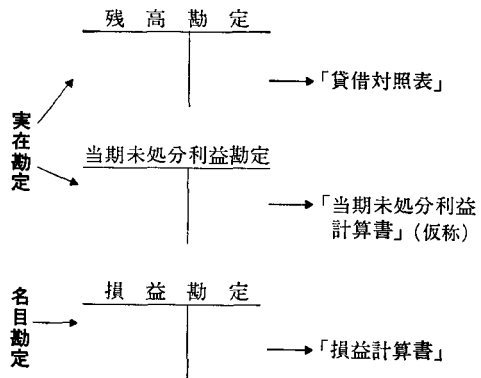 残高勘定
「貸借対照表」
実在勘定
当期未処分利益勘定
「当期未処分利益
計算書」(仮称)
名目勘定
損益勘定
「損益計算書」